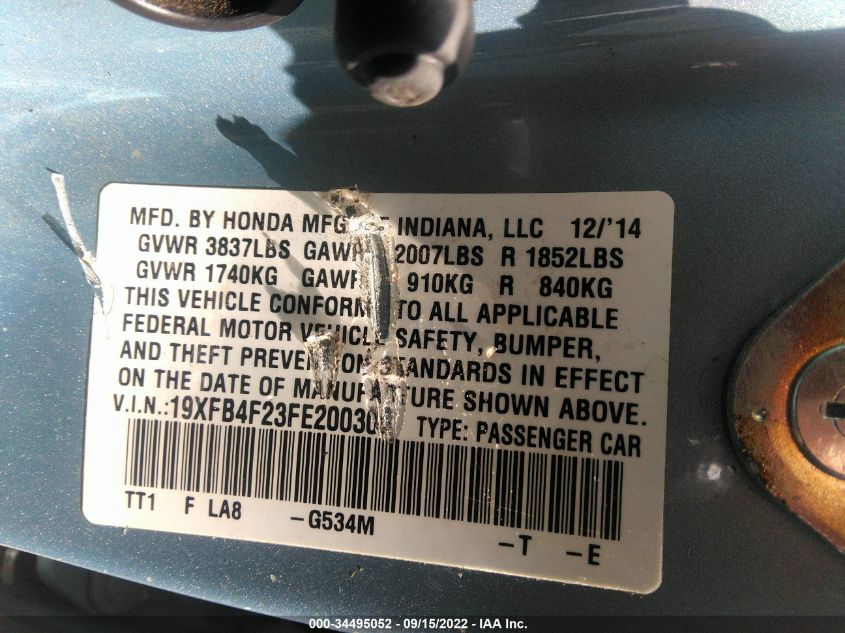 MFD. BY HONDA MFG. INDIANA, LLC 12/'14
GVWR 3837LBS GAWR 2007LBS R 1852LBS
GVWR 1740KG GAWR 910KG R 840KG
THIS VEHICLE CONFORM TO ALL APPLICABLE
FEDERAL MOTOR VEHICLE SAFETY, BUMPER,
AND THEFT PREVENTION STANDARDS IN EFFECT
ON THE DATE OF MANUFACTURE SHOWN ABOVE.
V.I.N.:19XFB4F23FE20030 TYPE: PASSENGER CAR
TT1 F LA8 -G534M
-T -E
000-34495052 - 09/15/2022 - IAA Inc.